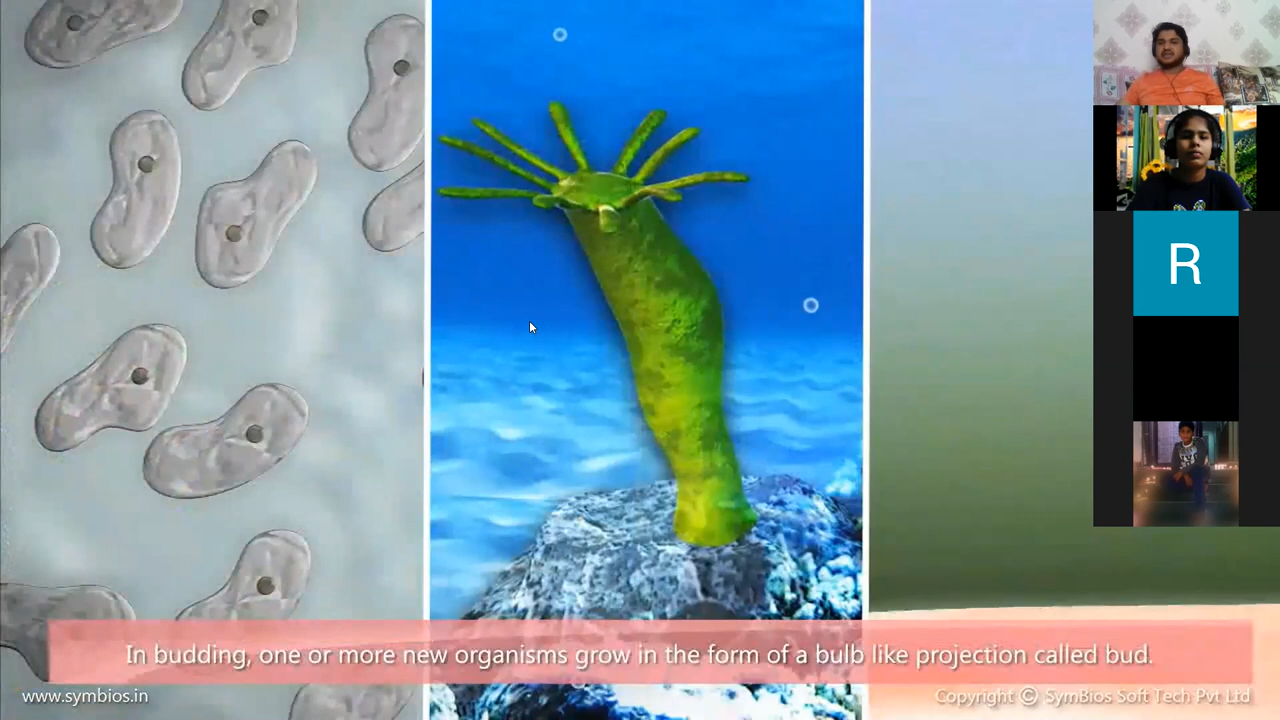 R
In budding, one or more new organisms grow in the form of a bulb like projection called bud.
www.symbios.in
Copyright © SymBios Soft Tech Pvt Ltd